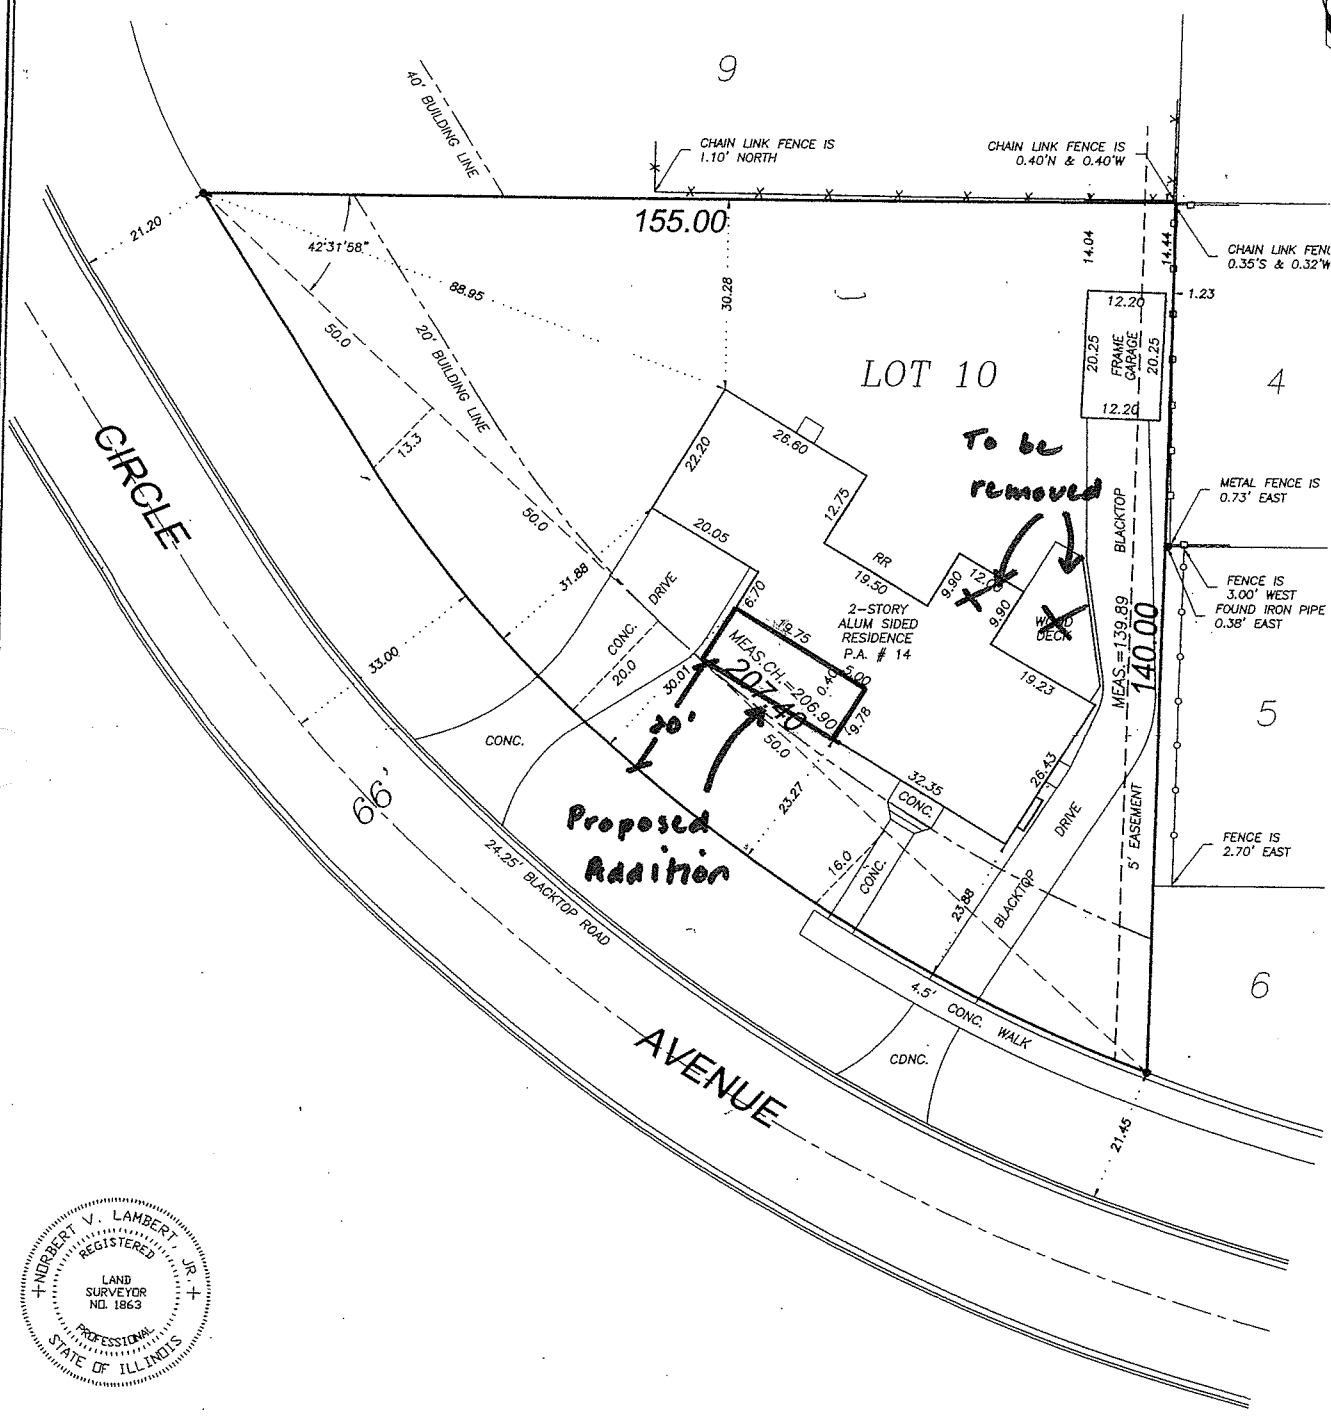 9
40' BUILDING LINE
CHAIN LINK FENCE IS
1.10' NORTH
CHAIN LINK FENCE IS
0.40'N & 0.40'W
155.00
21.20
42°31'58"
88.95
30.28
14.04
14.44
CHAIN LINK
0.35'S & 0.32'W
12.20
1.23
50.0
20' BUILDING LINE
20.25
FRAME
GARAGE
20.25
LOT 10
4
12.20
13.3
CIRCLE
22.20
26.60
To be
removed
12.75
METAL FENCE IS
0.73' EAST
50.0
20.05
RR
19.50
9.90
9.90
BLACKTOP
31.88
DRIVE
6.70
2-STORY
ALUM SIDED
RESIDENCE
P.A. # 14
WOOD
DECK
FENCE IS
3.00' WEST
FOUND IRON PIPE
0.38' EAST
33.00
CONC.
20.0
19.75
MEAS.CH.=206.90
207.40
0.40
5.00
19.23
MEAS.=139.89
140.00
30.01
20'
9.78
50.0
5
CONC.
66'
23.27
32.35
CONC.
26.43
DRIVE
5' EASEMENT
Proposed
Addition
FENCE IS
2.70' EAST
24.25' BLACKTOP ROAD
16.0
CONC.
23.88
BLACKTOP
6
4.5' CONC. WALK
AVENUE
CONC.
21.45
NORBERT V. LAMBERT, JR.
REGISTERED
LAND
SURVEYOR
NO. 1863
PROFESSIONAL
STATE OF ILLINOIS